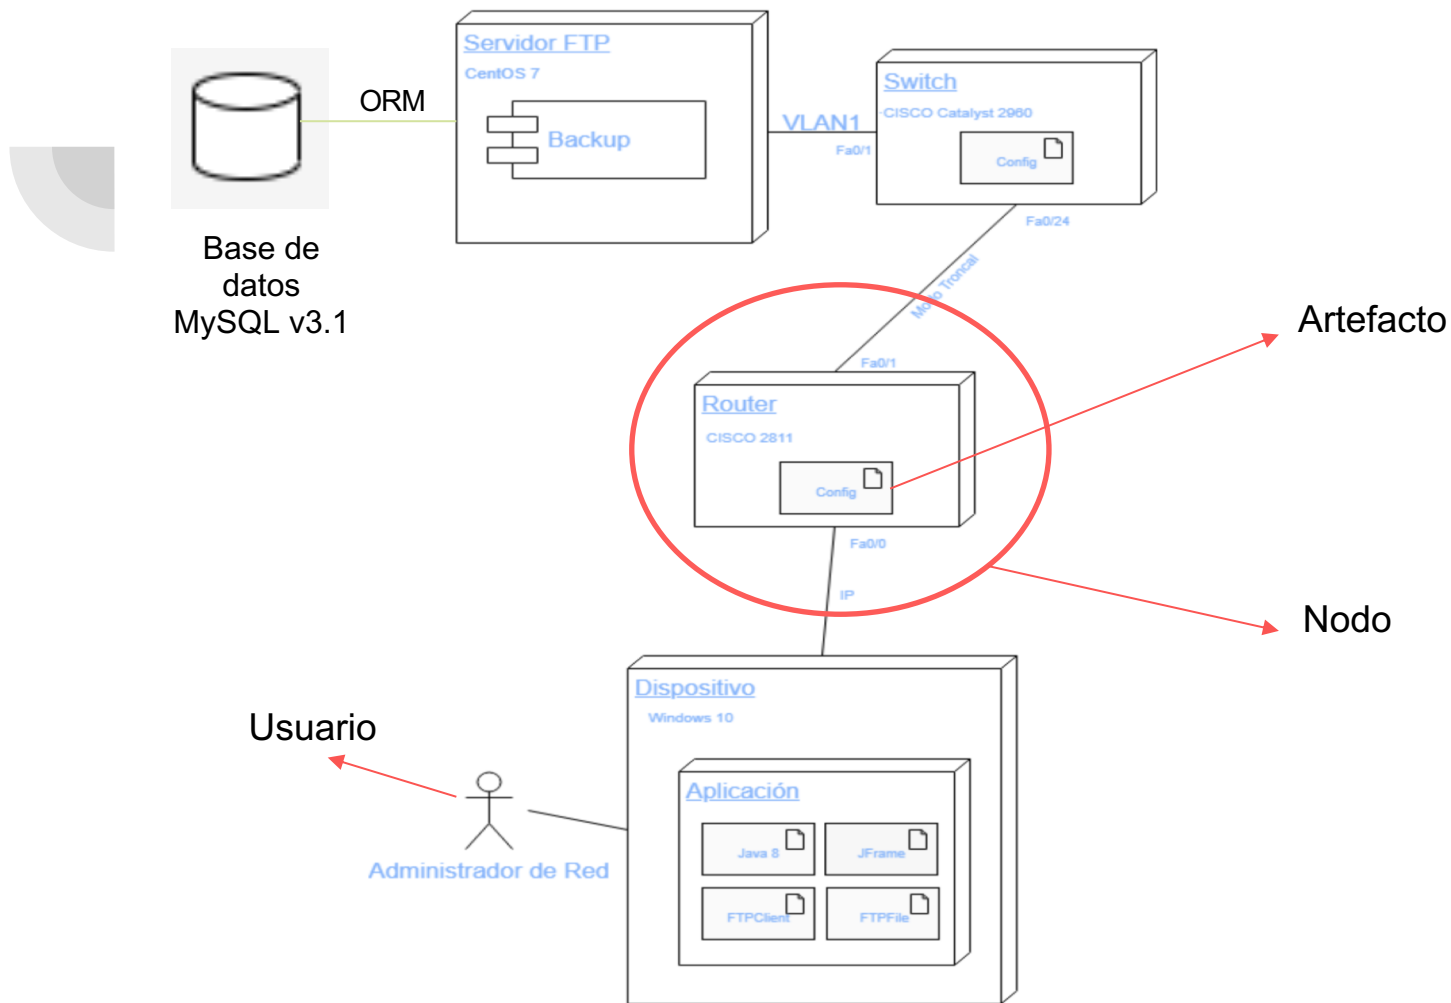 Servidor FTP
CentOS 7
Backup
ORM
Base de
datos
MySQL v3.1
VLAN1
Fa0/1
Switch
CISCO Catalyst 2960
Config
Fa0/24
Modo Troncal
Fa0/1
Router
CISCO 2811
Config
Fa0/0
IP
Artefacto
Nodo
Usuario
Administrador de Red
Dispositivo
Windows 10
Aplicación
Java 8
JFrame
FTPClient
FTPFile